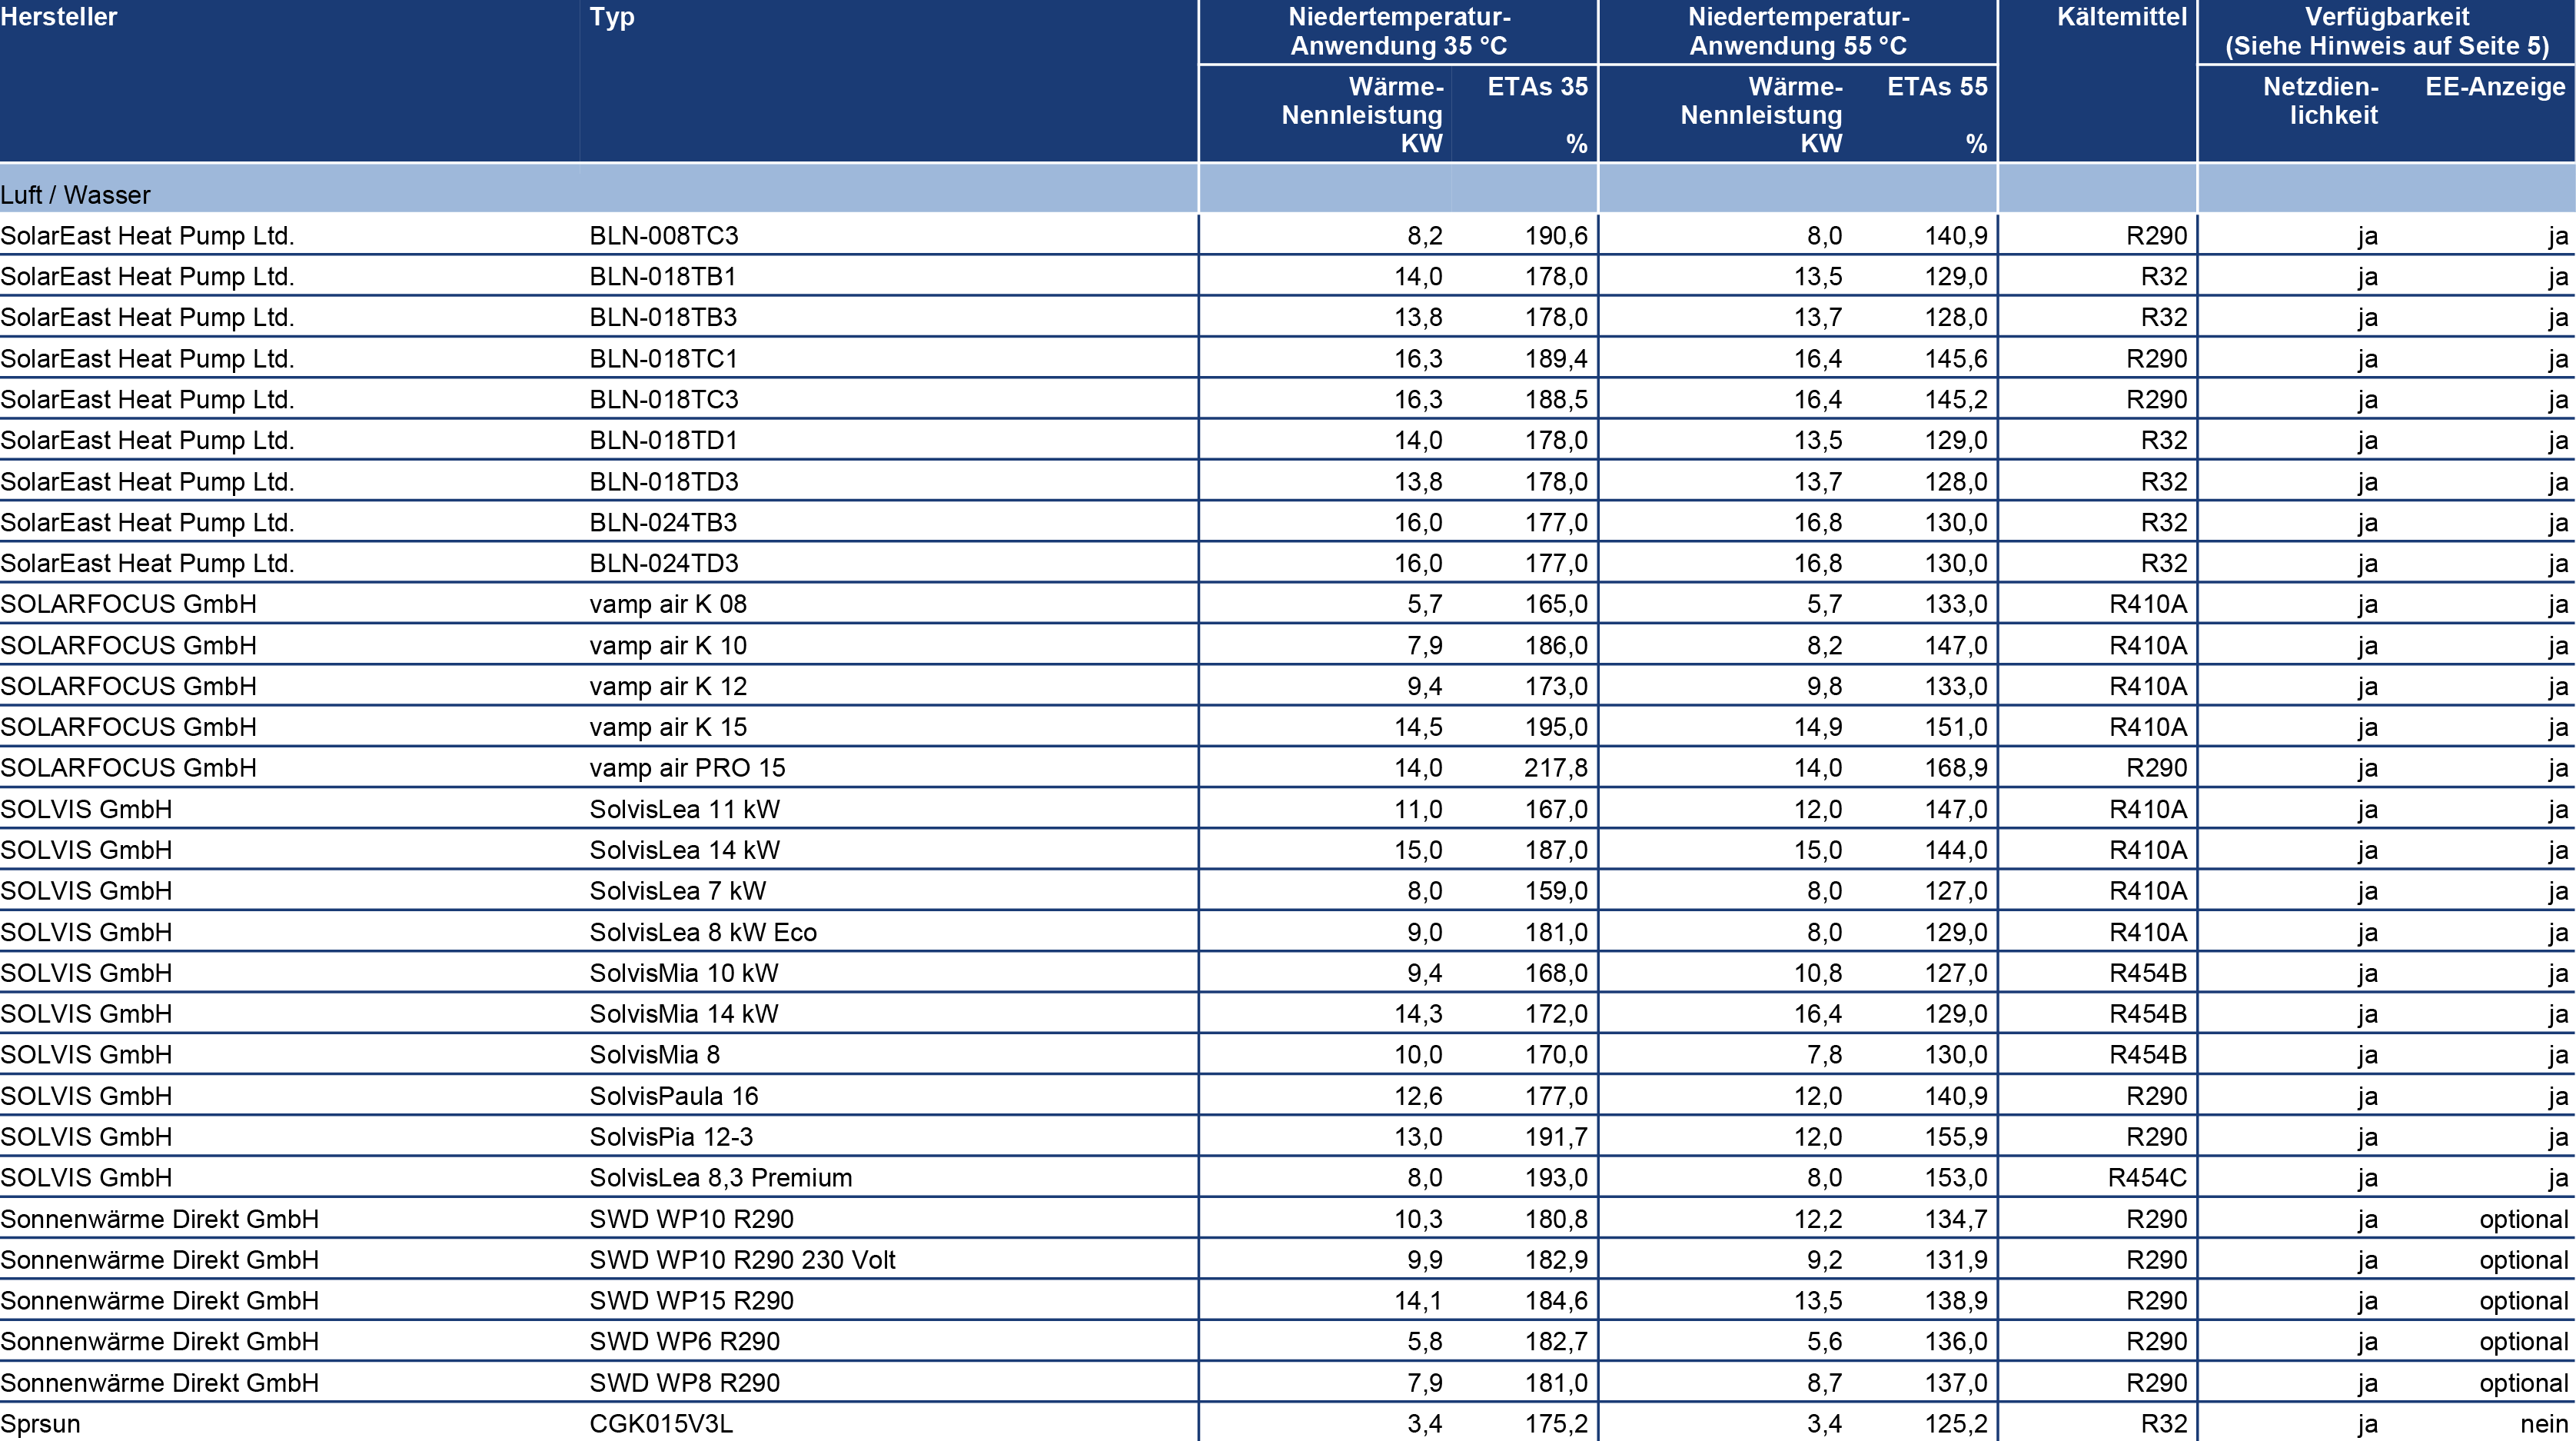 Hersteller Typ Niedertemperatur- Niedertemperatur- Kältemittel Verfügbarkeit
Anwendung 35 °C Anwendung 55 °C (Siehe Hinweis auf Seite 5)
Wärme- ETAs 35 Wärme- ETAs 55 Netzdien- EE-Anzeige
Nennleistung Nennleistung lichkeit
KW % KW %
Luft / Wasser
SolarEast Heat Pump Ltd. BLN-008TC3 8,2 190,6 8,0 140,9 R290 ja ja
SolarEast Heat Pump Ltd. BLN-018TB1 14,0 178,0 13,5 129,0 R32 ja ja
SolarEast Heat Pump Ltd. BLN-018TB3 13,8 178,0 13,7 128,0 R32 ja ja
SolarEast Heat Pump Ltd. BLN-018TC1 16,3 189,4 16,4 145,6 R290 ja ja
SolarEast Heat Pump Ltd. BLN-018TC3 16,3 188,5 16,4 145,2 R290 ja ja
SolarEast Heat Pump Ltd. BLN-018TD1 14,0 178,0 13,5 129,0 R32 ja ja
SolarEast Heat Pump Ltd. BLN-018TD3 13,8 178,0 13,7 128,0 R32 ja ja
SolarEast Heat Pump Ltd. BLN-024TB3 16,0 177,0 16,8 130,0 R32 ja ja
SolarEast Heat Pump Ltd. BLN-024TD3 16,0 177,0 16,8 130,0 R32 ja ja
SOLARFOCUS GmbH vamp air K 08 5,7 165,0 5,7 133,0 R410A ja ja
SOLARFOCUS GmbH vamp air K 10 7,9 186,0 8,2 147,0 R410A ja ja
SOLARFOCUS GmbH vamp air K 12 9,4 173,0 9,8 133,0 R410A ja ja
SOLARFOCUS GmbH vamp air K 15 14,5 195,0 14,9 151,0 R410A ja ja
SOLARFOCUS GmbH vamp air PRO 15 14,0 217,8 14,0 168,9 R290 ja ja
SOLVIS GmbH SolvisLea 11 kW 11,0 167,0 12,0 147,0 R410A ja ja
SOLVIS GmbH SolvisLea 14 kW 15,0 187,0 15,0 144,0 R410A ja ja
SOLVIS GmbH SolvisLea 7 kW 8,0 159,0 8,0 127,0 R410A ja ja
SOLVIS GmbH SolvisLea 8 kW Eco 9,0 181,0 8,0 129,0 R410A ja ja
SOLVIS GmbH SolvisMia 10 kW 9,4 168,0 10,8 127,0 R454B ja ja
SOLVIS GmbH SolvisMia 14 kW 14,3 172,0 16,4 129,0 R454B ja ja
SOLVIS GmbH SolvisMia 8 10,0 170,0 7,8 130,0 R454B ja ja
SOLVIS GmbH SolvisPaula 16 12,6 177,0 12,0 140,9 R290 ja ja
SOLVIS GmbH SolvisPia 12-3 13,0 191,7 12,0 155,9 R290 ja ja
SOLVIS GmbH SolvisLea 8,3 Premium 8,0 193,0 8,0 153,0 R454C ja ja
Sonnenwärme Direkt GmbH SWD WP10 R290 10,3 180,8 12,2 134,7 R290 ja optional
Sonnenwärme Direkt GmbH SWD WP10 R290 230 Volt 9,9 182,9 9,2 131,9 R290 ja optional
Sonnenwärme Direkt GmbH SWD WP15 R290 14,1 184,6 13,5 138,9 R290 ja optional
Sonnenwärme Direkt GmbH SWD WP6 R290 5,8 182,7 5,6 136,0 R290 ja optional
Sonnenwärme Direkt GmbH SWD WP8 R290 7,9 181,0 8,7 137,0 R290 ja optional
Sprsun CGK015V3L 3,4 175,2 3,4 125,2 R32 ja nein